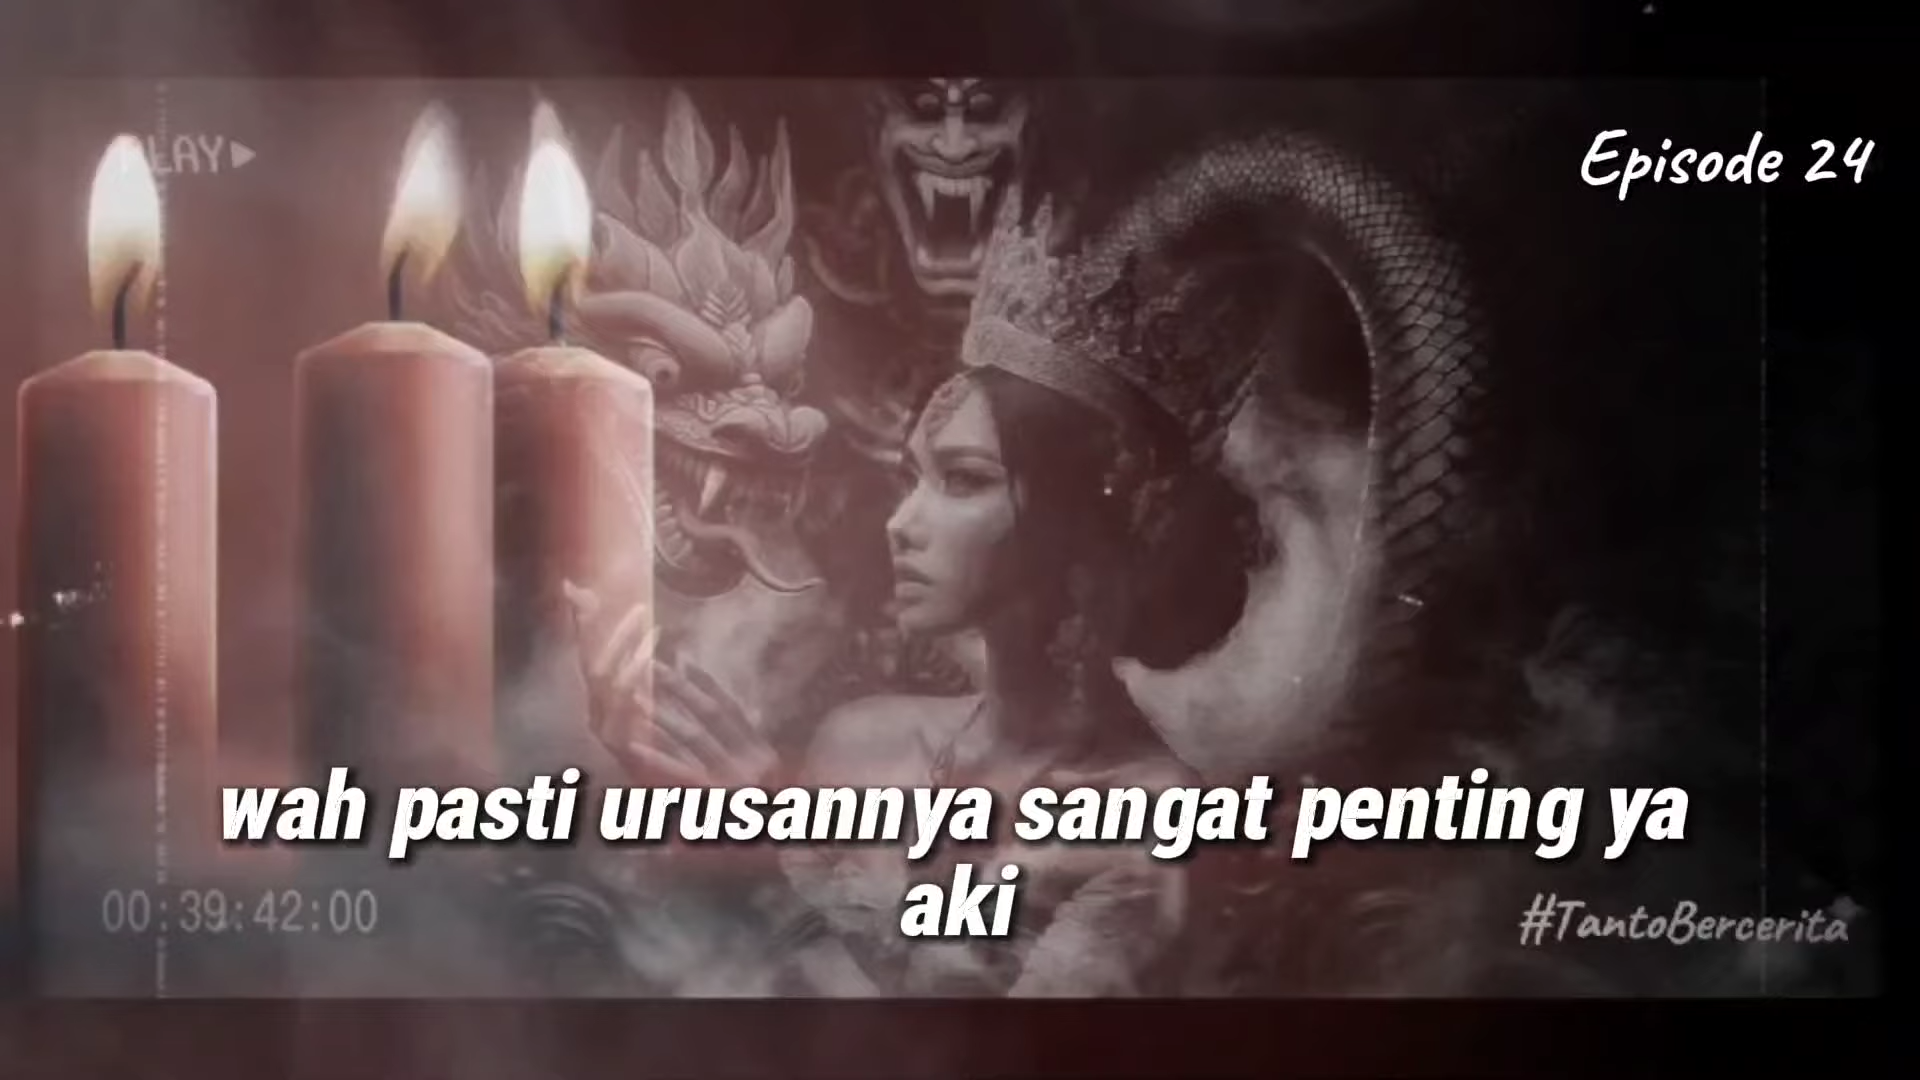 PLAY
Episode 24
wah pasti urusannya sangat penting ya
aki
00:39:42:00
#TantoBercerita